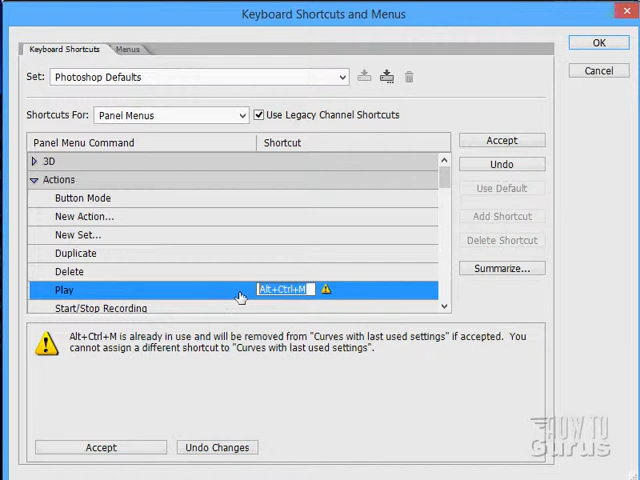 Keyboard Shortcuts and Menus
Keyboard Shortcuts
Menus
OK
Set: Photoshop Defaults
Cancel
Shortcuts For: Panel Menus
Use Legacy Channel Shortcuts
Panel Menu Command
Shortcut
Accept
3D
Undo
Actions
Use Default
Button Mode
New Action...
Add Shortcut
New Set...
Delete Shortcut
Duplicate
Delete
Summarize...
Play
Alt+Ctrl+M
Start/Stop Recording
Alt+Ctrl+M is already in use and will be removed from "Curves with last used settings" if accepted. You
cannot assign a different shortcut to "Curves with last used settings".
Accept
Undo Changes
HOW TO
Gurus